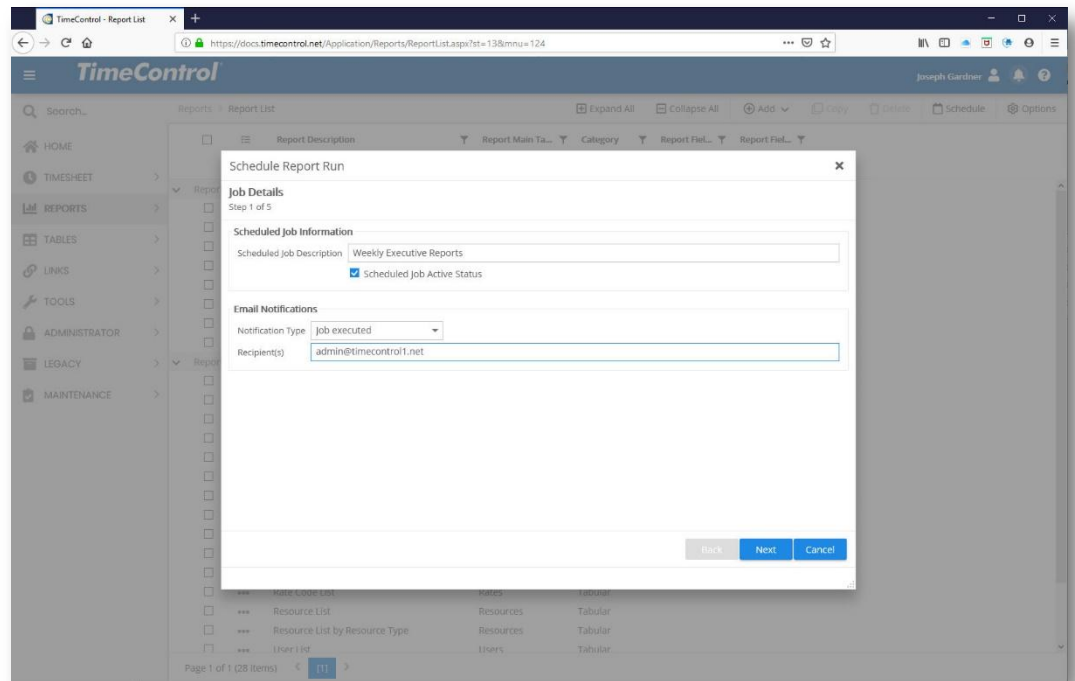 TimeControl - Report List
https://docs.timecontrol.net/Application/Reports/ReportList.aspx?st=13&mnu=124
TimeControl
Joseph Gardner
Search...
Reports > Report List
Expand All
Collapse All
Add
Copy
Delete
Schedule
Options
Report Description
Report Main Ta...
Category
Report Fiel...
Report Fiel...
HOME
TIMESHEET
REPORTS
TABLES
LINKS
TOOLS
ADMINISTRATOR
LEGACY
MAINTENANCE
Schedule Report Run
Job Details
Step 1 of 5
Scheduled Job Information
Scheduled Job Description Weekly Executive Reports
Scheduled Job Active Status
Email Notifications
Notification Type Job executed
Recipient(s) admin@timecontrol1.net
Back Next Cancel
Rate Code List Rates Tabular
Resource List Resources Tabular
Resource List by Resource Type Resources Tabular
User List Users Tabular
Page 1 of 1 (28 items) [1]